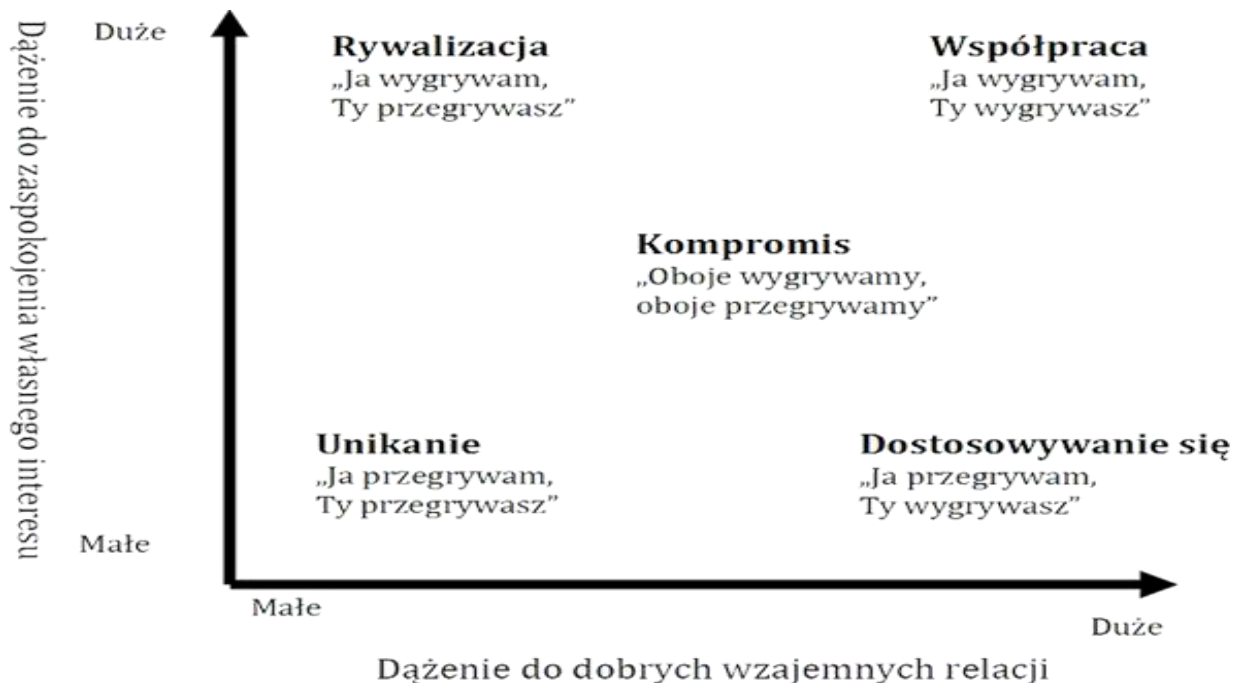 Dążenie do zaspokojenia własnego interesu
Duże
Rywalizacja
„Ja wygrywam,
Ty przegrywasz”
Współpraca
„Ja wygrywam,
Ty wygrywasz”
Kompromis
„Oboje wygrywamy,
oboje przegrywamy”
Unikanie
„Ja przegrywam,
Ty przegrywasz”
Dostosowywanie się
„Ja przegrywam,
Ty wygrywasz”
Małe
Małe
Duże
Dążenie do dobrych wzajemnych relacji